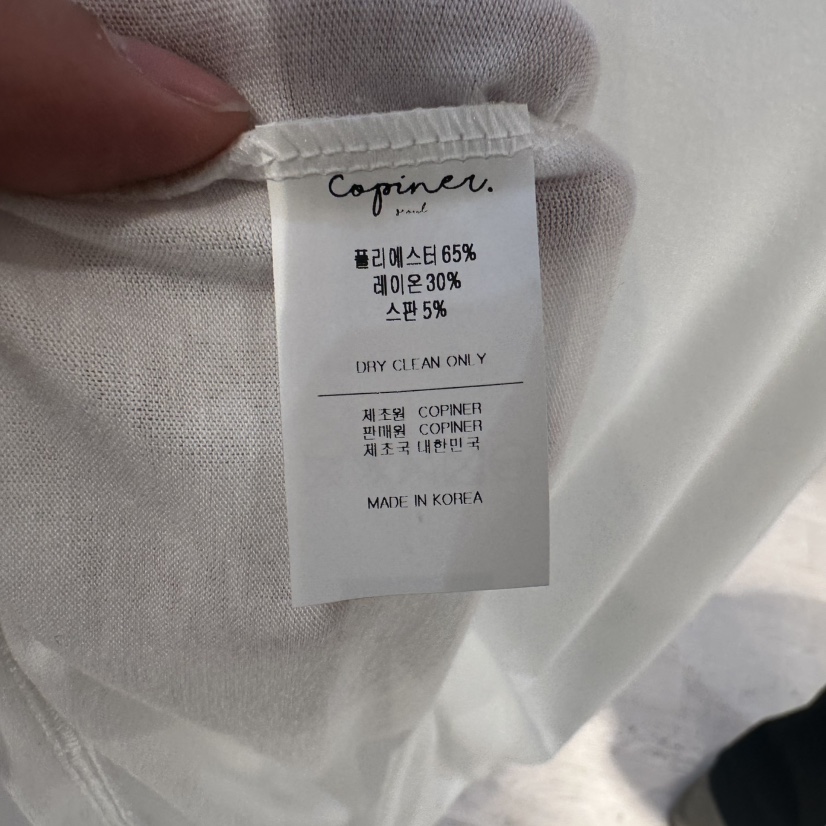 Copiner.
seoul
폴리에스터 65%
레이온 30%
스판 5%
DRY CLEAN ONLY
제조원 COPINER
판매원 COPINER
제조국 대한민국
MADE IN KOREA